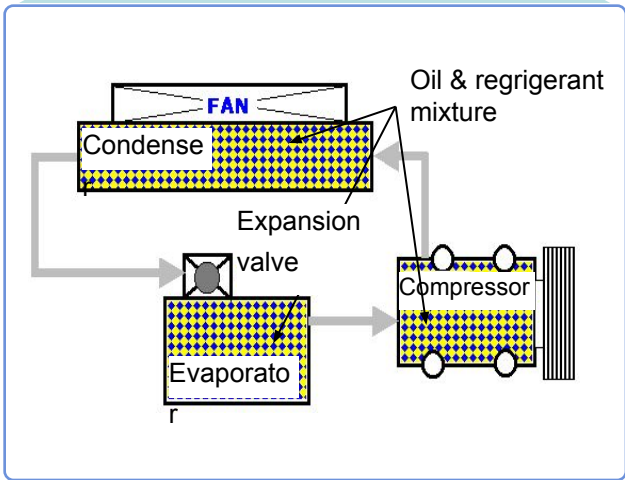 Oil & regrigerant
mixture
FAN
Condense
r
Expansion
valve
Compressor
Evaporato
r